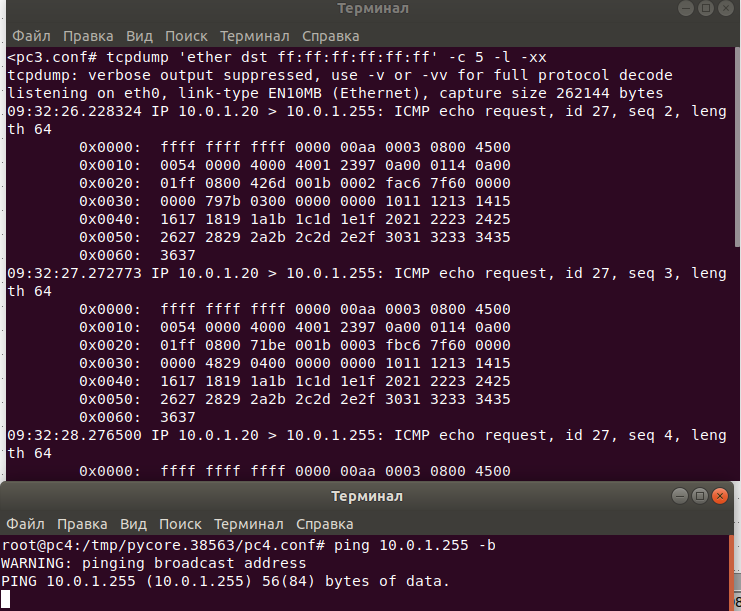 Терминал
Файл Правка Вид Поиск Терминал Справка
<pc3.conf# tcpdump 'ether dst ff:ff:ff:ff:ff:ff' -c 5 -l -xx
tcpdump: verbose output suppressed, use -v or -vv for full protocol decode
listening on eth0, link-type EN10MB (Ethernet), capture size 262144 bytes
09:32:26.228324 IP 10.0.1.20 > 10.0.1.255: ICMP echo request, id 27, seq 2, leng
th 64
0x0000: ffff ffff ffff 0000 00aa 0003 0800 4500
0x0010: 0054 0000 4000 4001 2397 0a00 0114 0a00
0x0020: 01ff 0800 426d 001b 0002 fac6 7f60 0000
0x0030: 0000 797b 0300 0000 0000 1011 1213 1415
0x0040: 1617 1819 1a1b 1c1d 1e1f 2021 2223 2425
0x0050: 2627 2829 2a2b 2c2d 2e2f 3031 3233 3435
0x0060: 3637
09:32:27.272773 IP 10.0.1.20 > 10.0.1.255: ICMP echo request, id 27, seq 3, leng
th 64
0x0000: ffff ffff ffff 0000 00aa 0003 0800 4500
0x0010: 0054 0000 4000 4001 2397 0a00 0114 0a00
0x0020: 01ff 0800 71be 001b 0003 fbc6 7f60 0000
0x0030: 0000 4829 0400 0000 0000 1011 1213 1415
0x0040: 1617 1819 1a1b 1c1d 1e1f 2021 2223 2425
0x0050: 2627 2829 2a2b 2c2d 2e2f 3031 3233 3435
0x0060: 3637
09:32:28.276500 IP 10.0.1.20 > 10.0.1.255: ICMP echo request, id 27, seq 4, leng
th 64
0x0000: ffff ffff ffff 0000 00aa 0003 0800 4500
Терминал
Файл Правка Вид Поиск Терминал Справка
root@pc4:/tmp/pycore.38563/pc4.conf# ping 10.0.1.255 -b
WARNING: pinging broadcast address
PING 10.0.1.255 (10.0.1.255) 56(84) bytes of data.